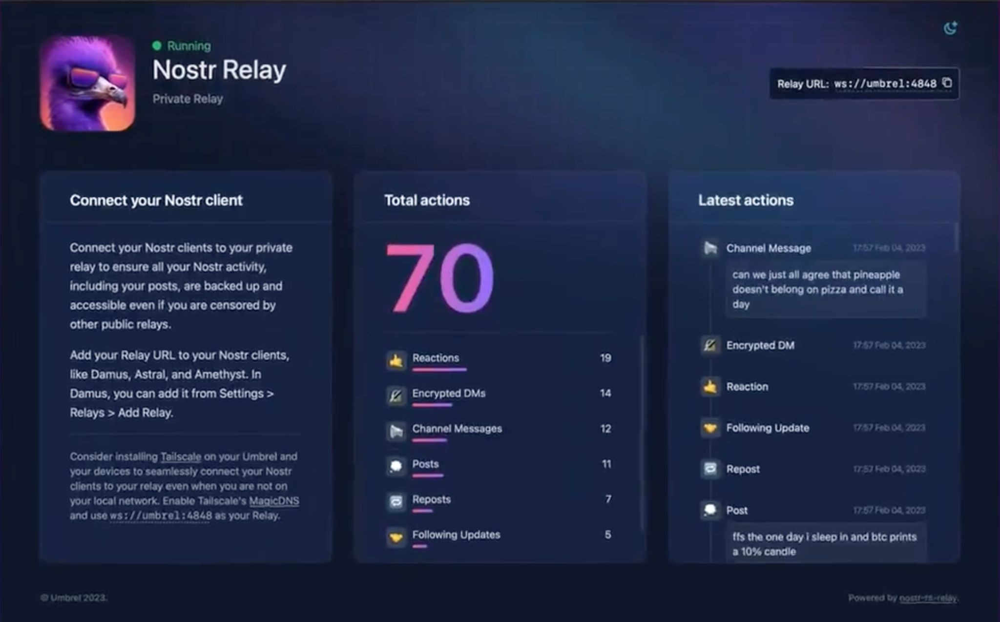 Running
Nostr Relay
Private Relay
Relay URL: ws://umbrel:4848
Connect your Nostr client
Connect your Nostr clients to your private
relay to ensure all your Nostr activity,
including your posts, are backed up and
accessible even if you are censored by
other public relays.
Add your Relay URL to your Nostr clients,
like Damus, Astral, and Amethyst. In
Damus, you can add it from Settings >
Relays > Add Relay.
Consider installing Tailscale on your Umbrel and
your devices to seamlessly connect your Nostr
clients to your relay even when you are not on
your local network. Enable Tailscale's MagicDNS
and use ws://umbrel:4848 as your Relay.
Total actions
70
Reactions 19
Encrypted DMs 14
Channel Messages 12
Posts 11
Reposts 7
Following Updates 5
Latest actions
Channel Message 17:57 Feb 04, 2023
can we just all agree that pineapple
doesn't belong on pizza and call it a
day
Encrypted DM 17:57 Feb 04, 2023
Reaction 17:57 Feb 04, 2023
Following Update 17:57 Feb 04, 2023
Repost 17:57 Feb 04, 2023
Post 17:57 Feb 04, 2023
ffs the one day i sleep in and btc prints
a 10% candle
© Umbrel 2023.
Powered by nostr-rs-relay.